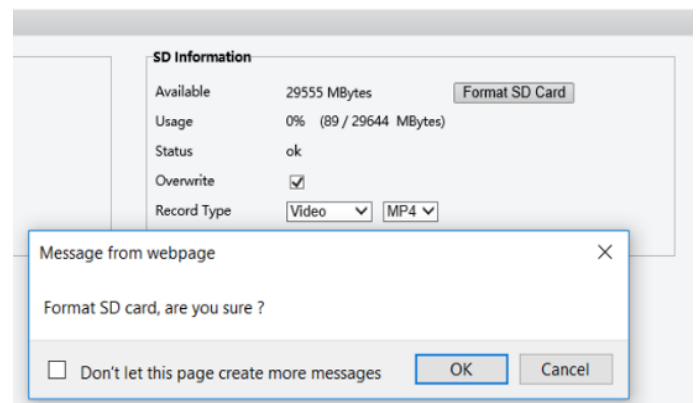 SD Information
Available 29555 MBytes Format SD Card
Usage 0% (89 / 29644 MBytes)
Status ok
Overwrite
Record Type Video MP4
Message from webpage
Format SD card, are you sure ?
Don't let this page create more messages OK Cancel